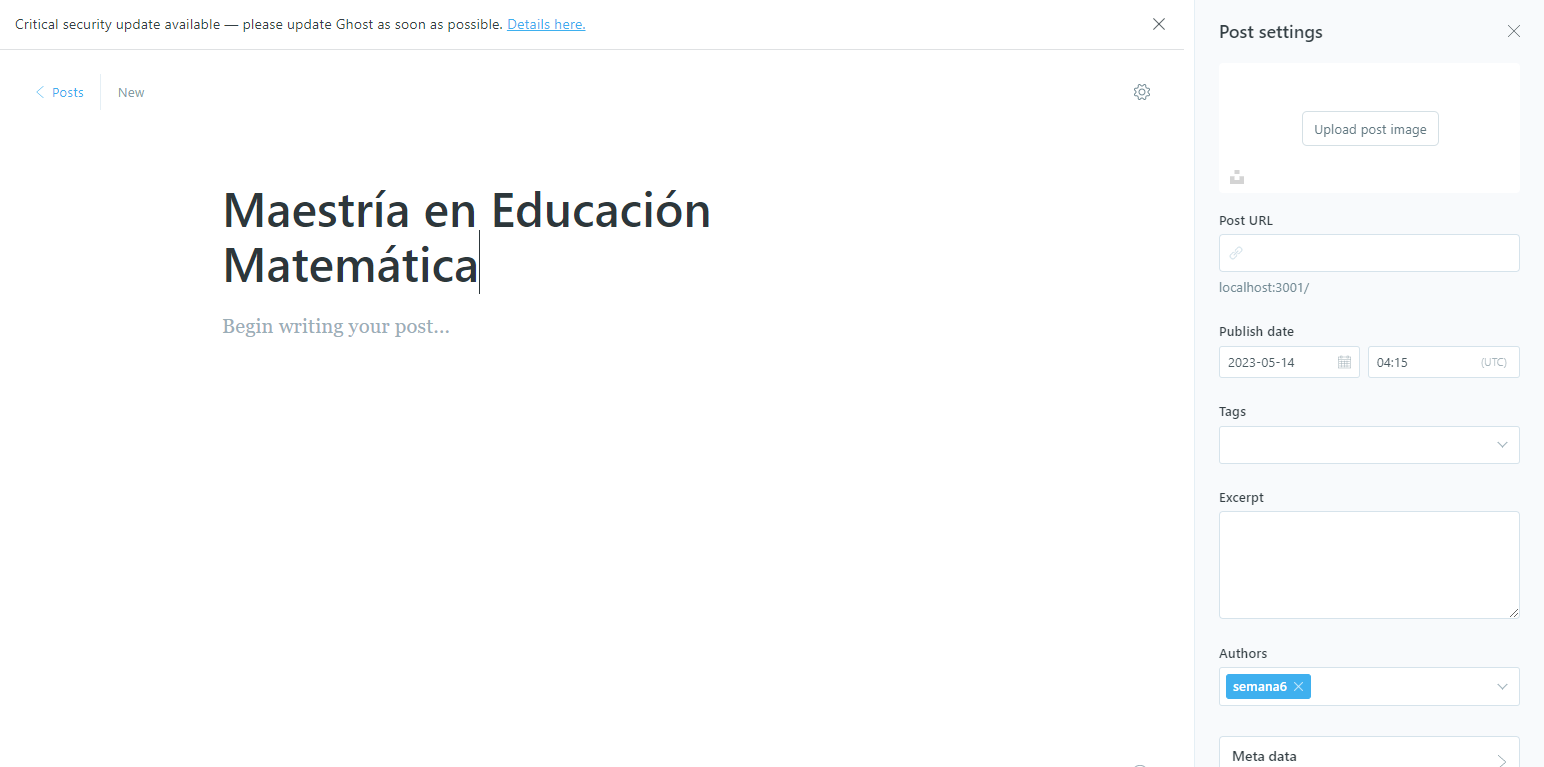 Critical security update available — please update Ghost as soon as possible. Details here.
Posts
New
Maestría en Educación
Matemática
Begin writing your post...
Post settings
Upload post image
Post URL
localhost:3001/
Publish date
2023-05-14
04:15 (UTC)
Tags
Excerpt
Authors
semana6
Meta data